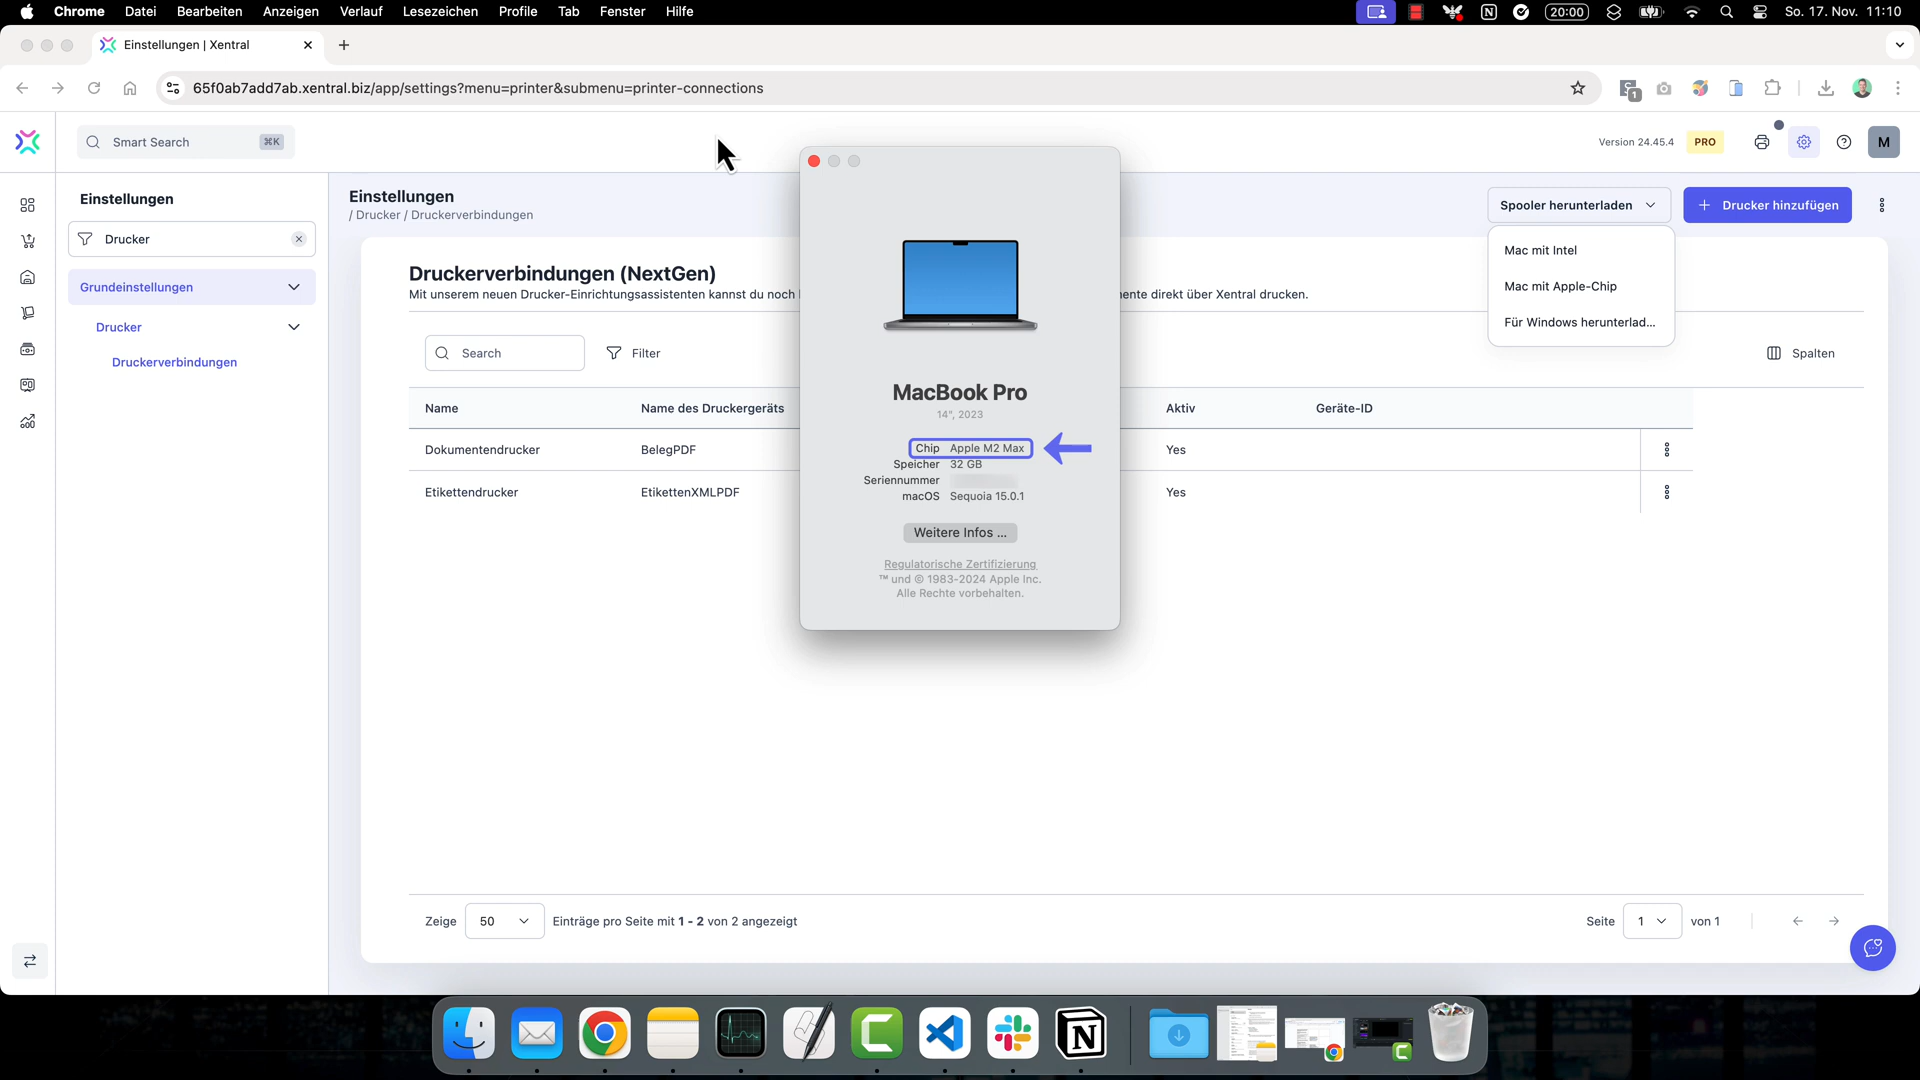 Chrome Datei Bearbeiten Anzeigen Verlauf Lesezeichen Profile Tab Fenster Hilfe 20:00 So. 17. Nov. 11:10
Einstellungen | Xentral
65f0ab7add7ab.xentral.biz/app/settings?menu=printer&submenu=printer-connections
1
Smart Search ⌘K
Version 24.45.4 PRO M
Einstellungen
Drucker
Grundeinstellungen
Drucker
Druckerverbindungen
Einstellungen
/ Drucker / Druckerverbindungen
Spooler herunterladen
+ Drucker hinzufügen
Mac mit Intel
Mac mit Apple-Chip
Für Windows herunterlad...
Druckerverbindungen (NextGen)
Mit unserem neuen Drucker-Einrichtungsassistenten kannst du noch
ente direkt über Xentral drucken.
Search
Filter
Spalten
Name Name des Druckergeräts Aktiv Geräte-ID
Dokumentendrucker BelegPDF Yes
Etikettendrucker EtikettenXMLPDF Yes
MacBook Pro
14", 2023
Chip Apple M2 Max
Speicher 32 GB
Seriennummer
macOS Sequoia 15.0.1
Weitere Infos ...
Regulatorische Zertifizierung
™ und © 1983-2024 Apple Inc.
Alle Rechte vorbehalten.
Zeige 50 Einträge pro Seite mit 1 - 2 von 2 angezeigt
Seite 1 von 1